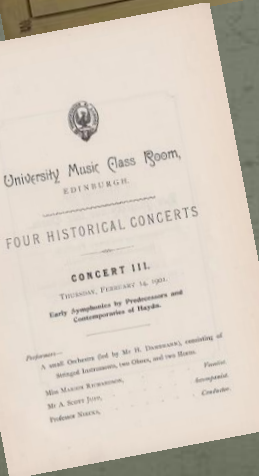 University Music Class Room,
EDINBURGH.
FOUR HISTORICAL CONCERTS
CONCERT III.
THURSDAY, FEBRUARY 14, 1901.
Early Symphonies by Predecessors and
Contemporaries of Haydn.
Performers—
A small Orchestra (led by Mr H. DAMBMANN), consisting of
Stringed Instruments, two Oboes, and two Horns.
Miss MARION RICHARDSON, . . . Pianist.
Mr A. SCOTT JUPP, . . . Accompanist.
Professor NIECKS, . . . Conductor.